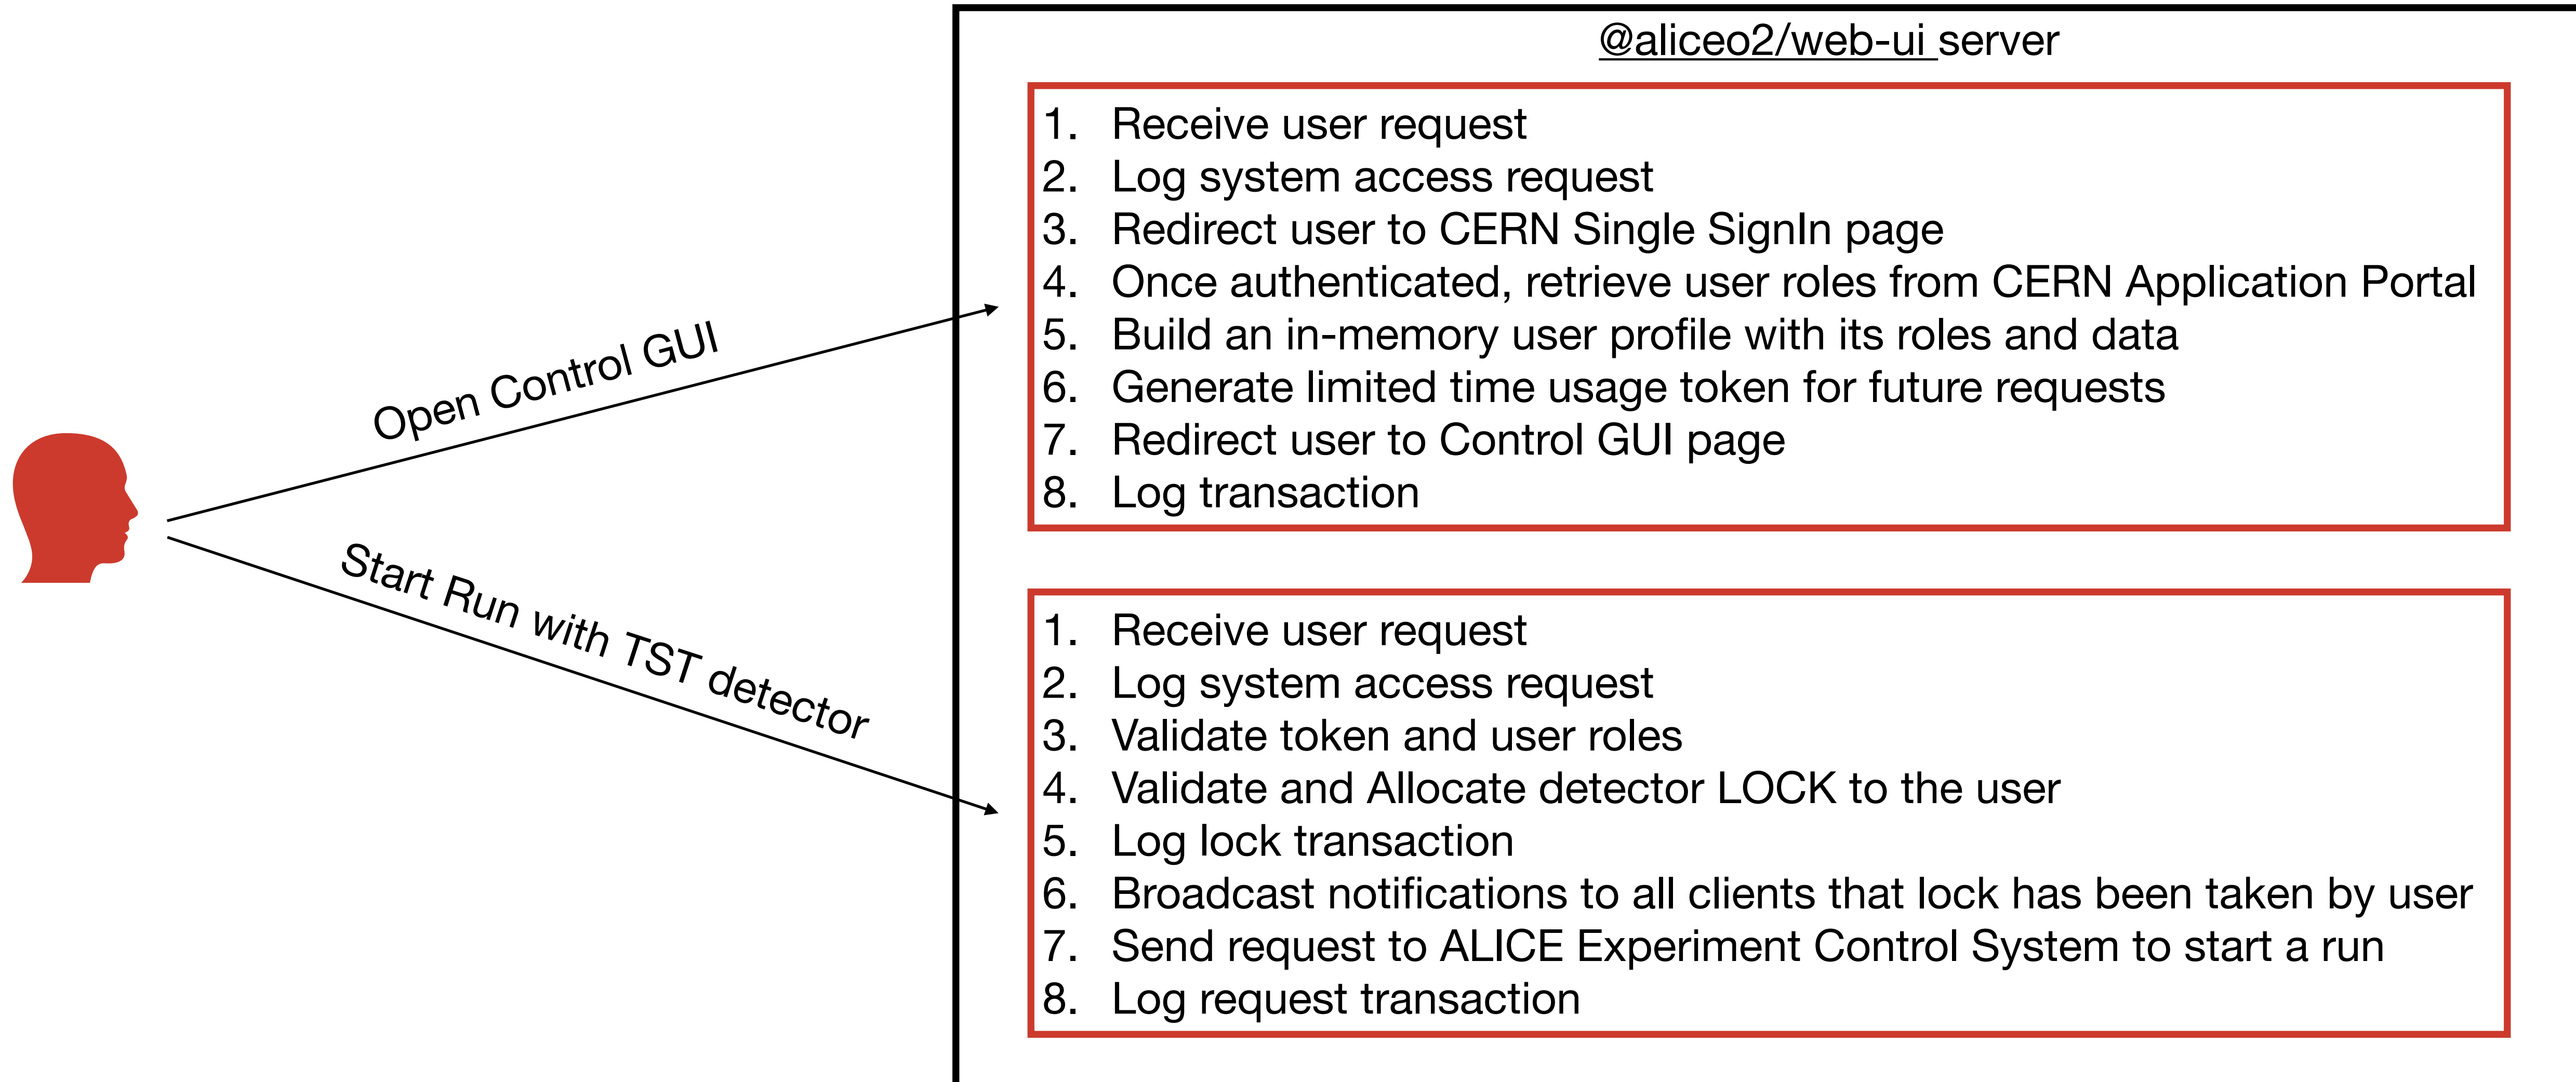 @aliceo2/web-ui server
1. Receive user request
2. Log system access request
3. Redirect user to CERN Single SignIn page
4. Once authenticated, retrieve user roles from CERN Application Portal
5. Build an in-memory user profile with its roles and data
6. Generate limited time usage token for future requests
7. Redirect user to Control GUI page
8. Log transaction
Open Control GUI
Start Run with TST detector
1. Receive user request
2. Log system access request
3. Validate token and user roles
4. Validate and Allocate detector LOCK to the user
5. Log lock transaction
6. Broadcast notifications to all clients that lock has been taken by user
7. Send request to ALICE Experiment Control System to start a run
8. Log request transaction